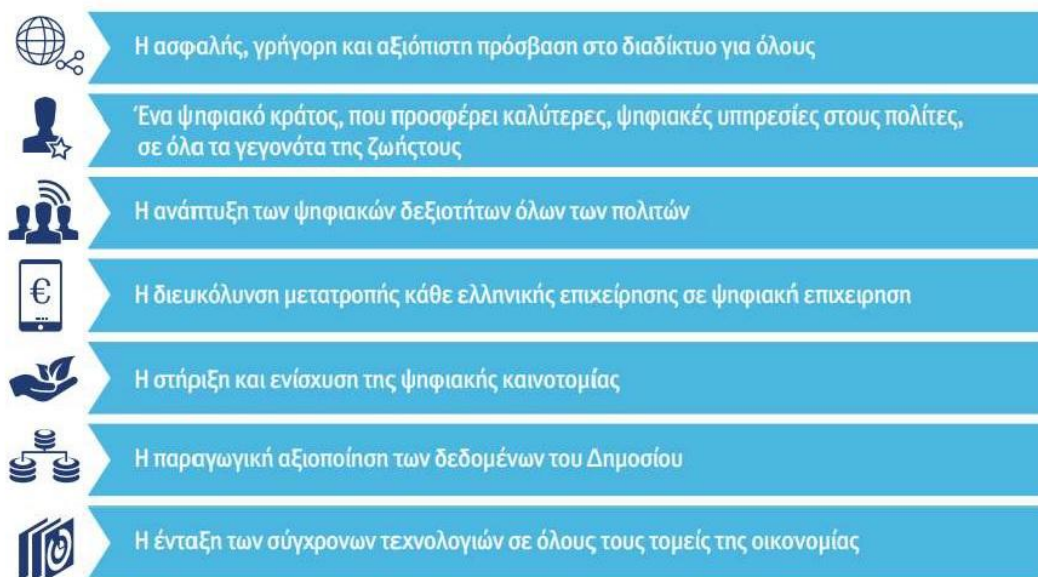 Η ασφαλής, γρήγορη και αξιόπιστη πρόσβαση στο διαδίκτυο για όλους
Ένα ψηφιακό κράτος, που προσφέρει καλύτερες, ψηφιακές υπηρεσίες στους πολίτες,
σε όλα τα γεγονότα της ζωήςτους
Η ανάπτυξη των ψηφιακών δεξιοτήτων όλων των πολιτών
€
Η διευκόλυνση μετατροπής κάθε ελληνικής επιχείρησης σε ψηφιακή επιχειρηση
Η στήριξη και ενίσχυση της ψηφιακής καινοτομίας
Η παραγωγική αξιοποίηση των δεδομένων του Δημοσίου
Η ένταξη των σύγχρονων τεχνολογιών σε όλους τους τομείς της οικονομίας